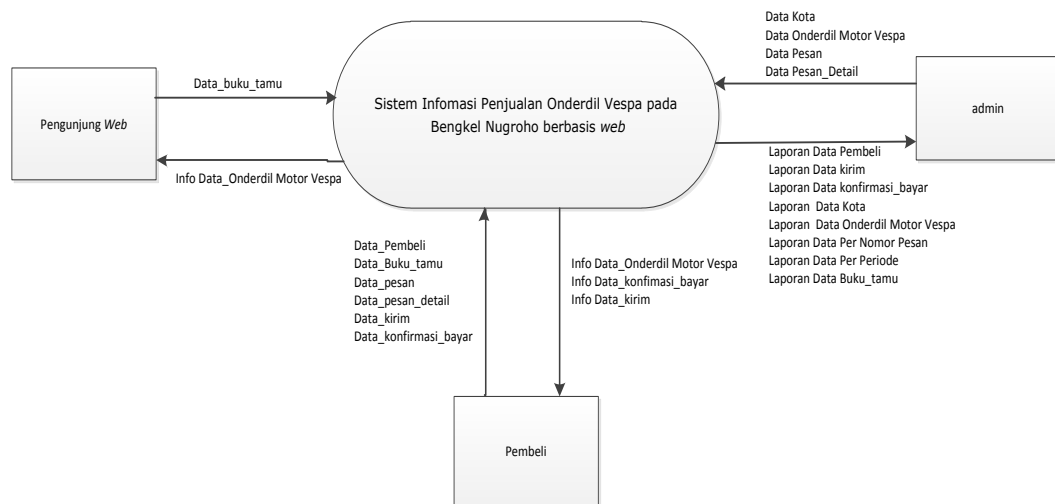 Data Kota
Data Onderdil Motor Vespa
Data Pesan
Data Pesan_Detail
Data_buku_tamu
Pengunjung Web
Info Data_Onderdil Motor Vespa
Sistem Infomasi Penjualan Onderdil Vespa pada
Bengkel Nugroho berbasis web
admin
Laporan Data Pembeli
Laporan Data kirim
Laporan Data konfirmasi_bayar
Laporan Data Kota
Laporan Data Onderdil Motor Vespa
Laporan Data Per Nomor Pesan
Laporan Data Per Periode
Laporan Data Buku_tamu
Data_Pembeli
Data_Buku_tamu
Data_pesan
Data_pesan_detail
Data_kirim
Data_konfirmasi_bayar
Info Data_Onderdil Motor Vespa
Info Data_konfimasi_bayar
Info Data_kirim
Pembeli